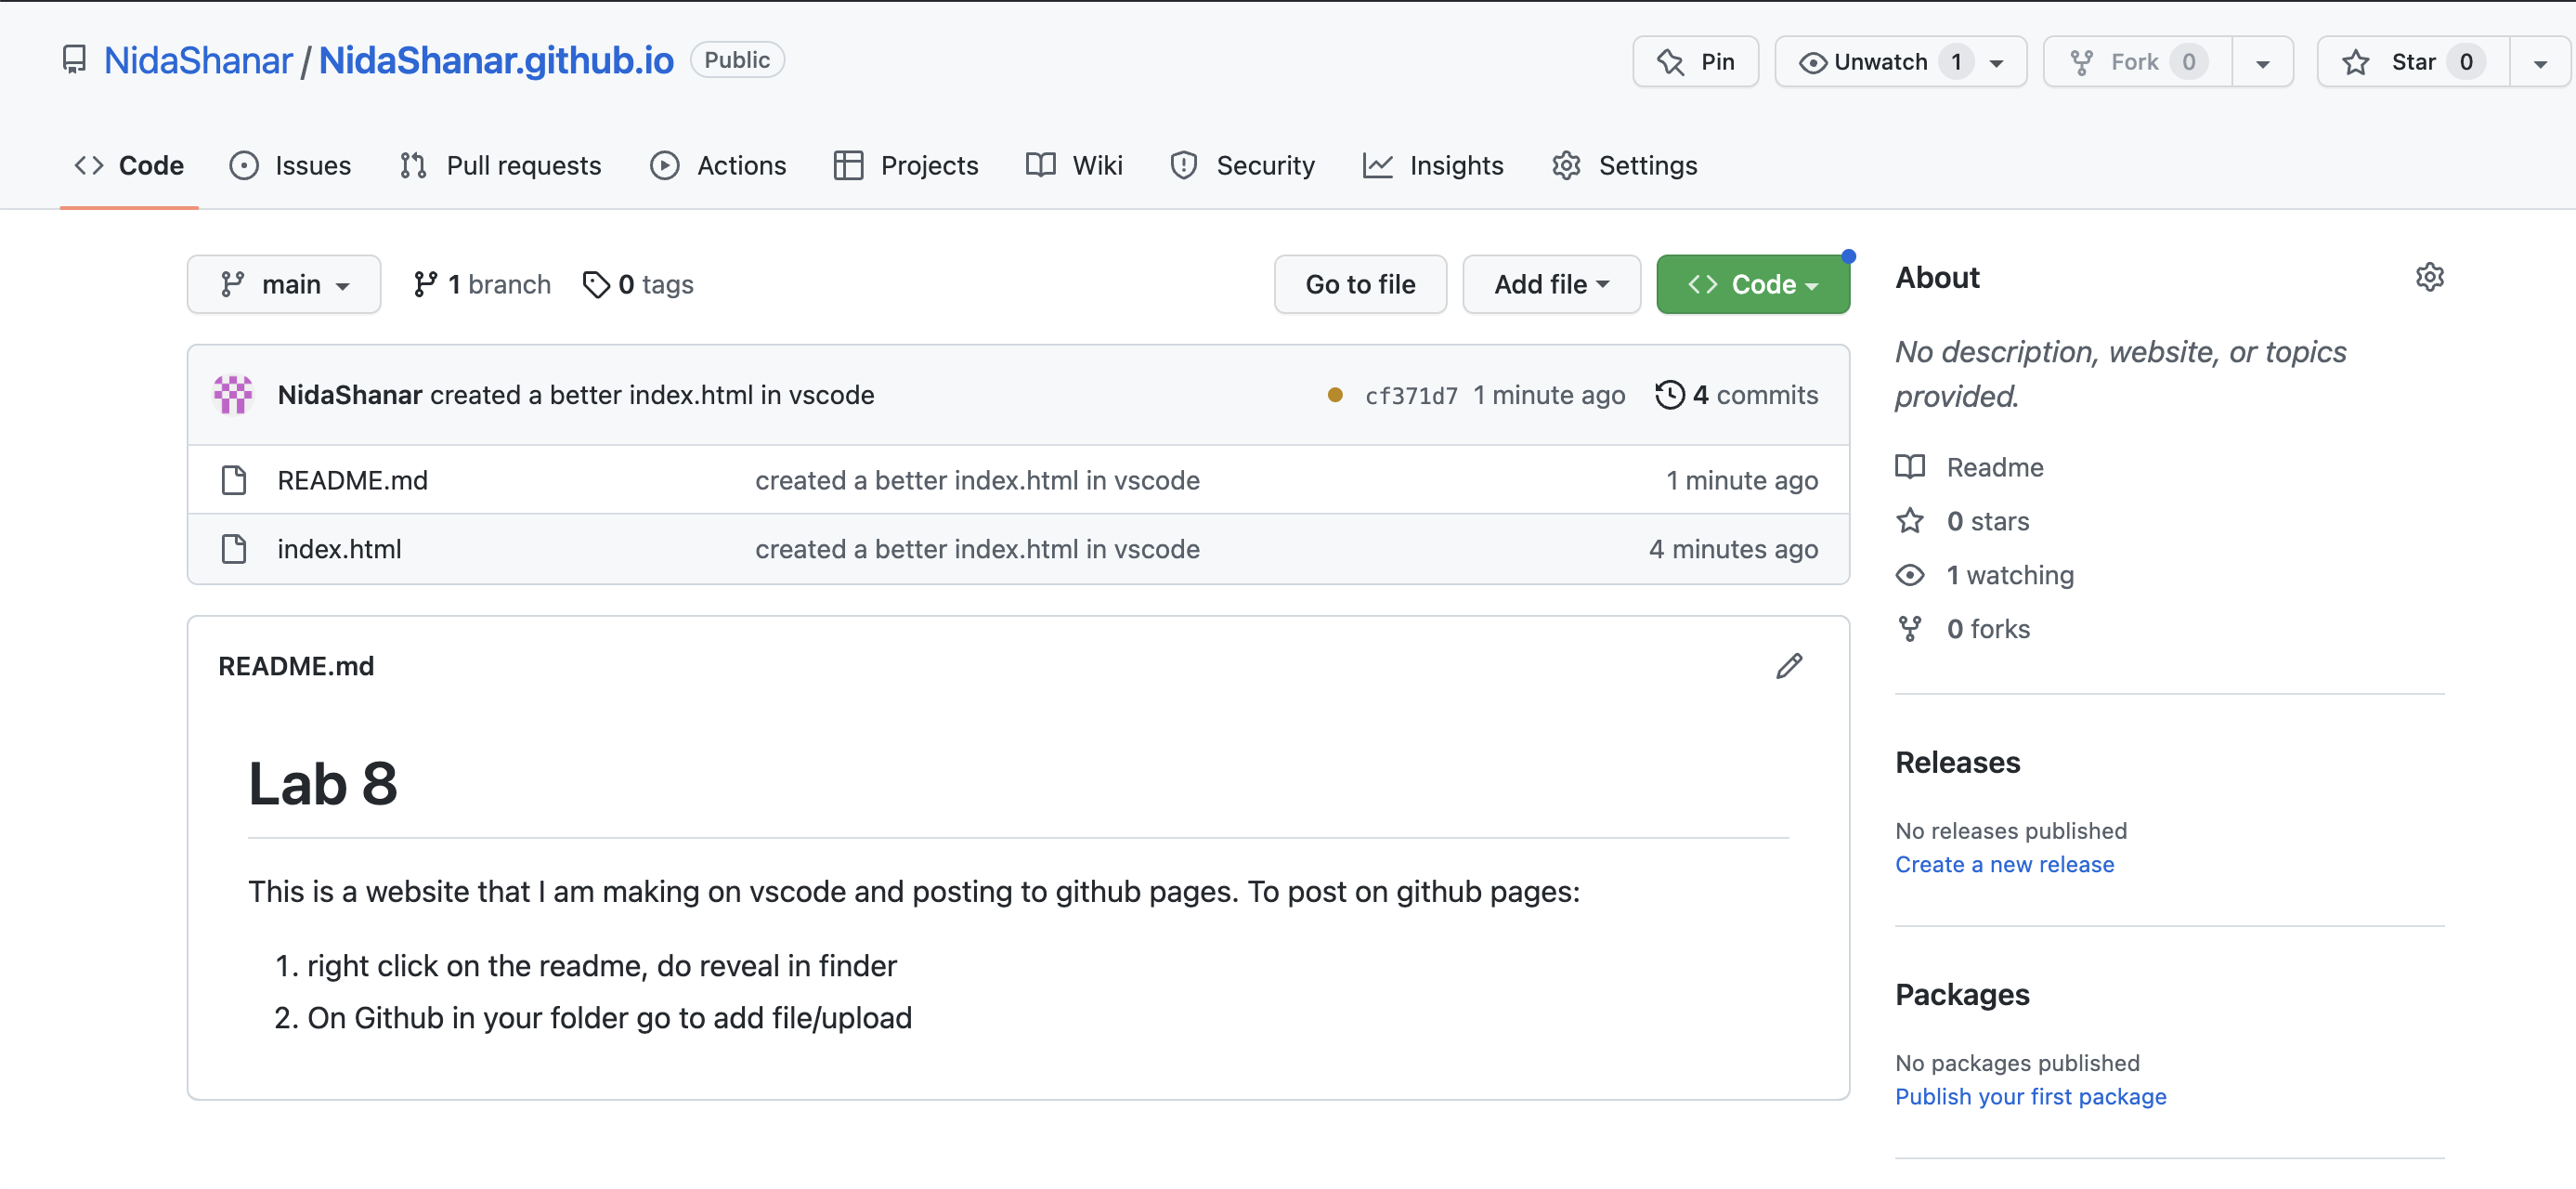 NidaShanar / NidaShanar.github.io Public
Pin Unwatch 1 Fork 0 Star 0
Code Issues Pull requests Actions Projects Wiki Security Insights Settings
main 1 branch 0 tags Go to file Add file Code
NidaShanar created a better index.html in vscode cf371d7 1 minute ago 4 commits
README.md created a better index.html in vscode 1 minute ago
index.html created a better index.html in vscode 4 minutes ago
README.md
Lab 8
This is a website that I am making on vscode and posting to github pages. To post on github pages:
1. right click on the readme, do reveal in finder
2. On Github in your folder go to add file/upload
About
No description, website, or topics
provided.
Readme
0 stars
1 watching
0 forks
Releases
No releases published
Create a new release
Packages
No packages published
Publish your first package